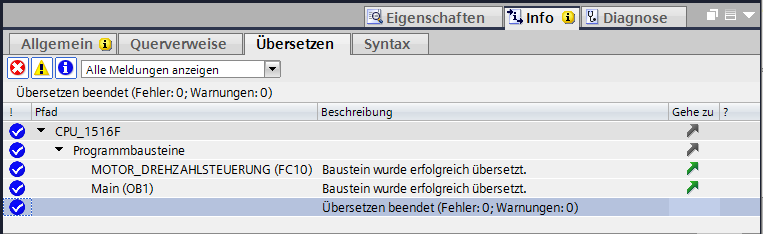 Eigenschaften Info Diagnose
Allgemein Querverweise Übersetzen Syntax
Alle Meldungen anzeigen
Übersetzen beendet (Fehler: 0; Warnungen: 0)
! Pfad Beschreibung Gehe zu ?
CPU_1516F
Programmbausteine
MOTOR_DREHZAHLSTEUERUNG (FC10) Baustein wurde erfolgreich übersetzt.
Main (OB1) Baustein wurde erfolgreich übersetzt.
Übersetzen beendet (Fehler: 0; Warnungen: 0)